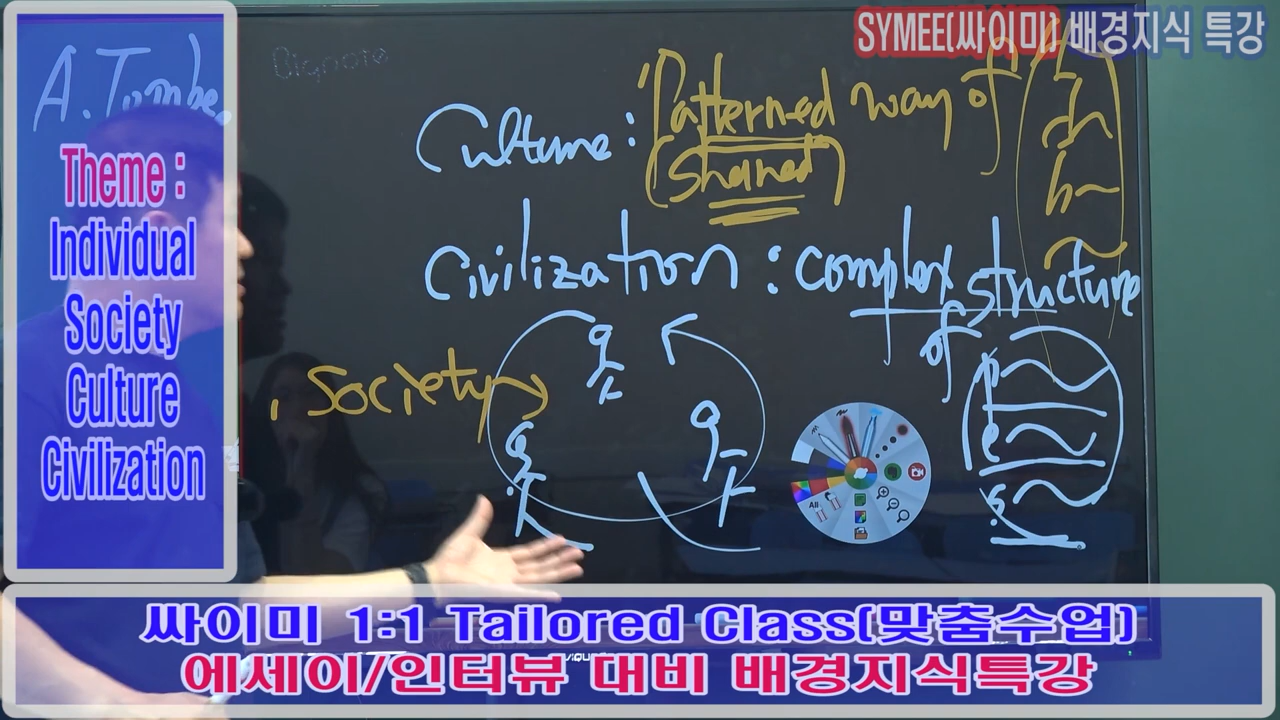 SYMEE(싸이미) 배경지식 특강
Bignote
Theme :
Individual
Society
Culture
Civilization
Culture : Patterned way of
(Shared)
Civilization : complex structure
of
Society
p
e
s
All
싸이미 1:1 Tailored Class(맞춤수업)
에세이/인터뷰 대비 배경지식특강